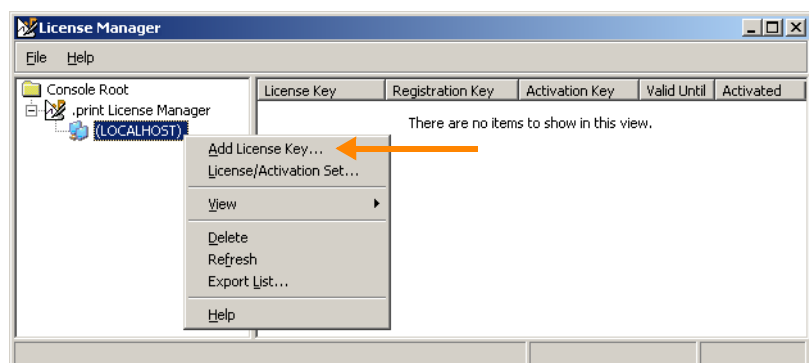 License Manager
File Help
Console Root
.print License Manager
(LOCALHOST)
License Key Registration Key Activation Key Valid Until Activated
There are no items to show in this view.
Add License Key...
License/Activation Set...
View
Delete
Refresh
Export List...
Help